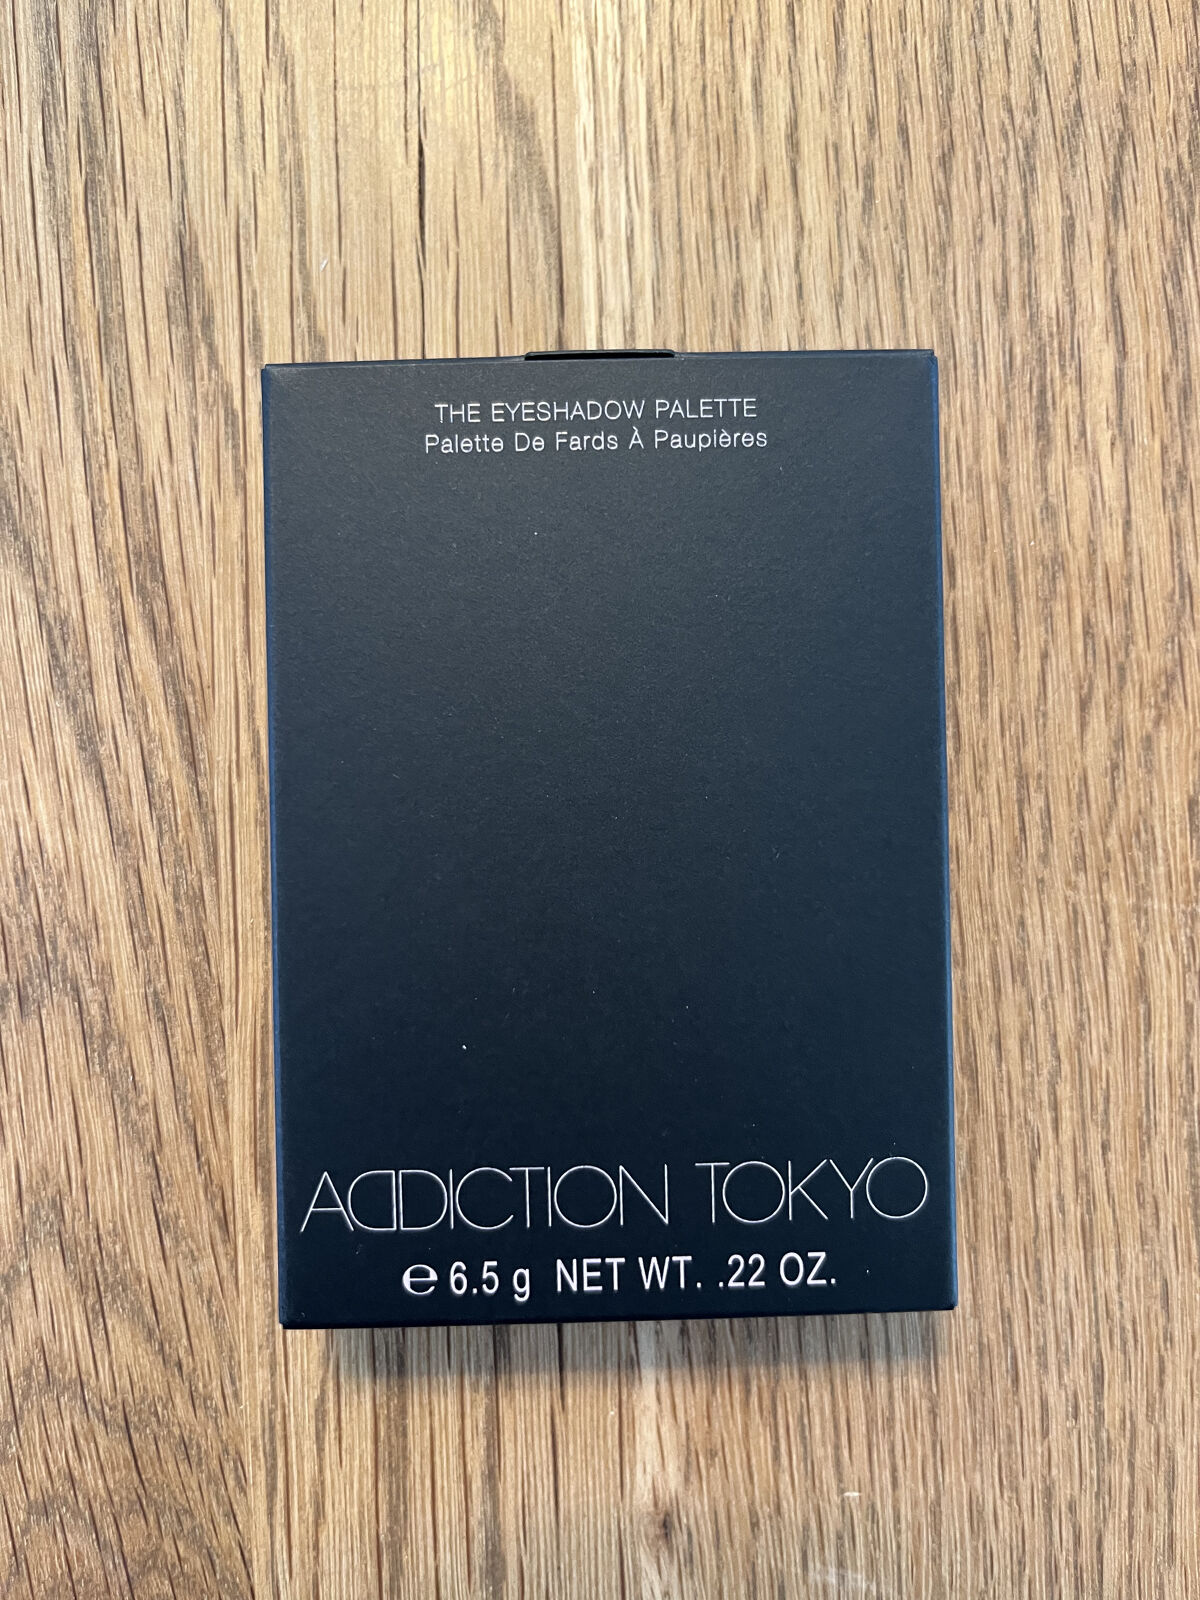 THE EYESHADOW PALETTE
Palette De Fards À Paupières
ADDICTION TOKYO
℮ 6.5 g NET WT. .22 OZ.